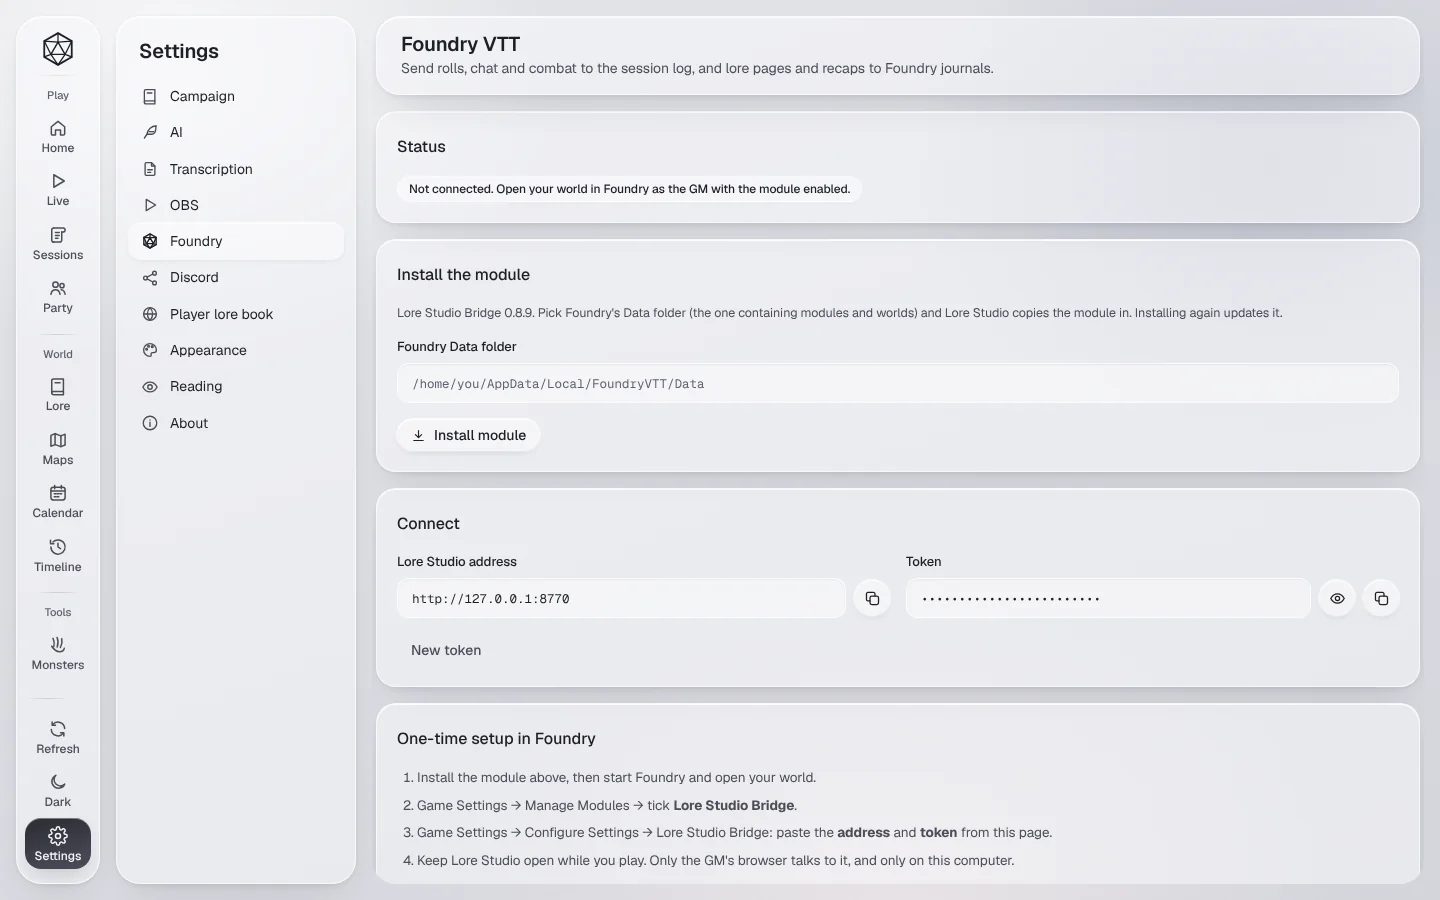 Play
Home
Live
Sessions
Party
World
Lore
Maps
Calendar
Timeline
Tools
Monsters
Refresh
Dark
Settings
Settings
Campaign
AI
Transcription
OBS
Foundry
Discord
Player lore book
Appearance
Reading
About
Foundry VTT
Send rolls, chat and combat to the session log, and lore pages and recaps to Foundry journals.
Status
Not connected. Open your world in Foundry as the GM with the module enabled.
Install the module
Lore Studio Bridge 0.8.9. Pick Foundry's Data folder (the one containing modules and worlds) and Lore Studio copies the module in. Installing again updates it.
Foundry Data folder
/home/you/AppData/Local/FoundryVTT/Data
Install module
Connect
Lore Studio address
Token
http://127.0.0.1:8770
••••••••••••••••••••••••
New token
One-time setup in Foundry
1. Install the module above, then start Foundry and open your world.
2. Game Settings → Manage Modules → tick Lore Studio Bridge.
3. Game Settings → Configure Settings → Lore Studio Bridge: paste the address and token from this page.
4. Keep Lore Studio open while you play. Only the GM's browser talks to it, and only on this computer.